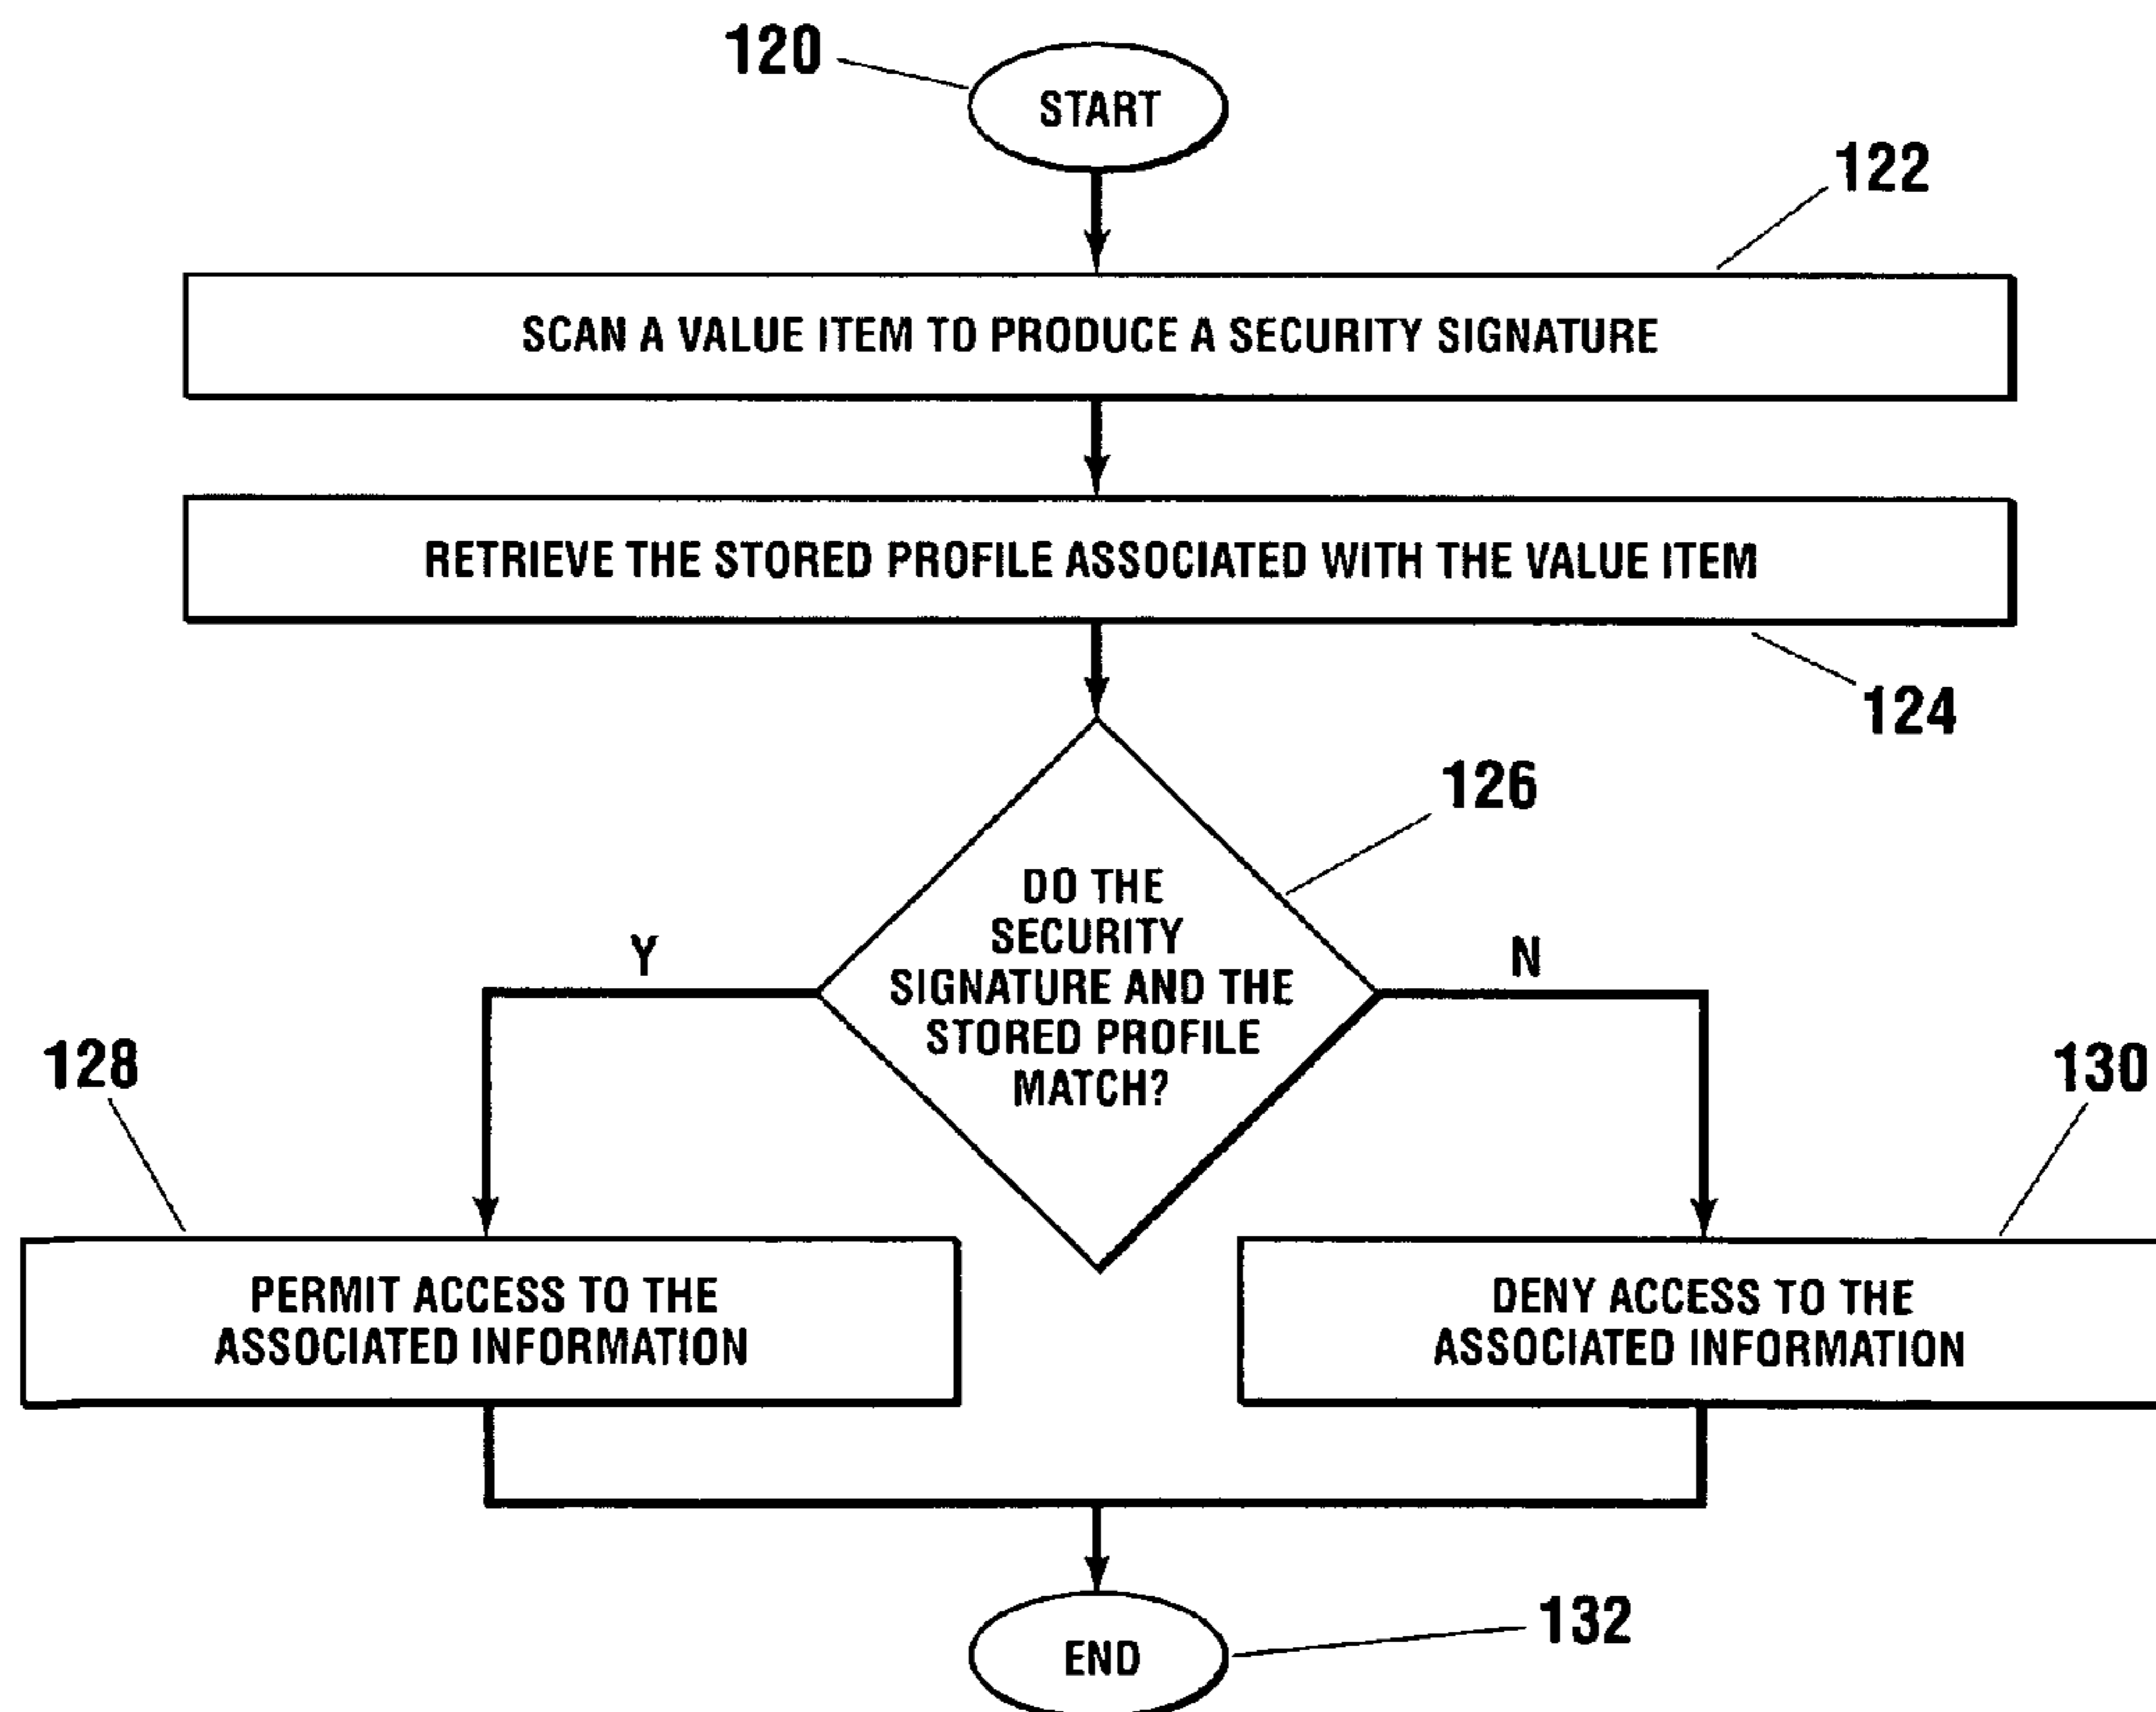 120
START
122
SCAN A VALUE ITEM TO PRODUCE A SECURITY SIGNATURE
RETRIEVE THE STORED PROFILE ASSOCIATED WITH THE VALUE ITEM
124
126
DO THE
SECURITY
SIGNATURE AND THE
STORED PROFILE
MATCH?
Y
N
128
130
PERMIT ACCESS TO THE
ASSOCIATED INFORMATION
DENY ACCESS TO THE
ASSOCIATED INFORMATION
132
END